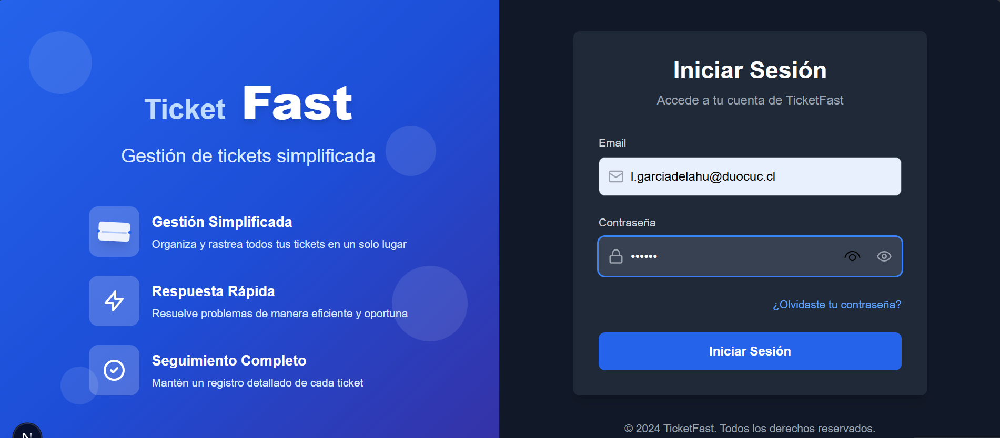 Ticket Fast
Gestión de tickets simplificada
Gestión Simplificada
Organiza y rastrea todos tus tickets en un solo lugar
Respuesta Rápida
Resuelve problemas de manera eficiente y oportuna
Seguimiento Completo
Mantén un registro detallado de cada ticket
N
Iniciar Sesión
Accede a tu cuenta de TicketFast
Email
l.garciadelahu@duocuc.cl
Contraseña
••••••
¿Olvidaste tu contraseña?
Iniciar Sesión
© 2024 TicketFast. Todos los derechos reservados.